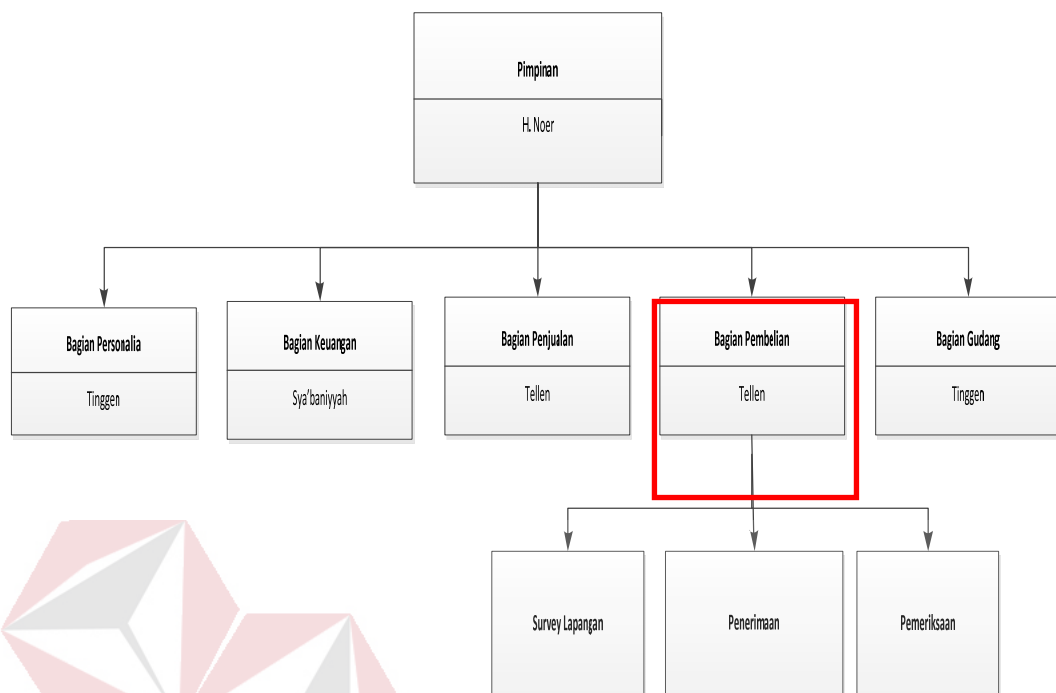 Pimpinan
H. Noer
Bagian Personalia
Tinggen
Bagian Keuangan
Sya'baniyyah
Bagian Penjualan
Tellen
Bagian Pembelian
Tellen
Bagian Gudang
Tinggen
Survey Lapangan
Penerimaan
Pemeriksaan